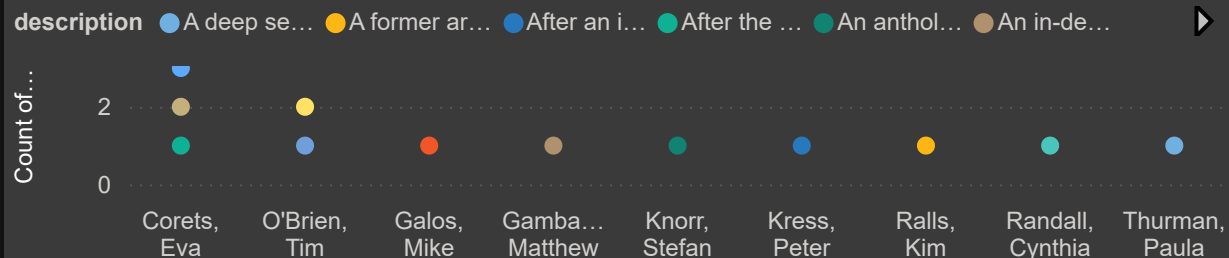 description A deep se… A former ar… After an i… After the … An anthol… An in-de…
Count of…
2
0
Corets, O'Brien, Galos, Gamba… Knorr, Kress, Ralls, Randall, Thurman,
Eva Tim Mike Matthew Stefan Peter Kim Cynthia Paula